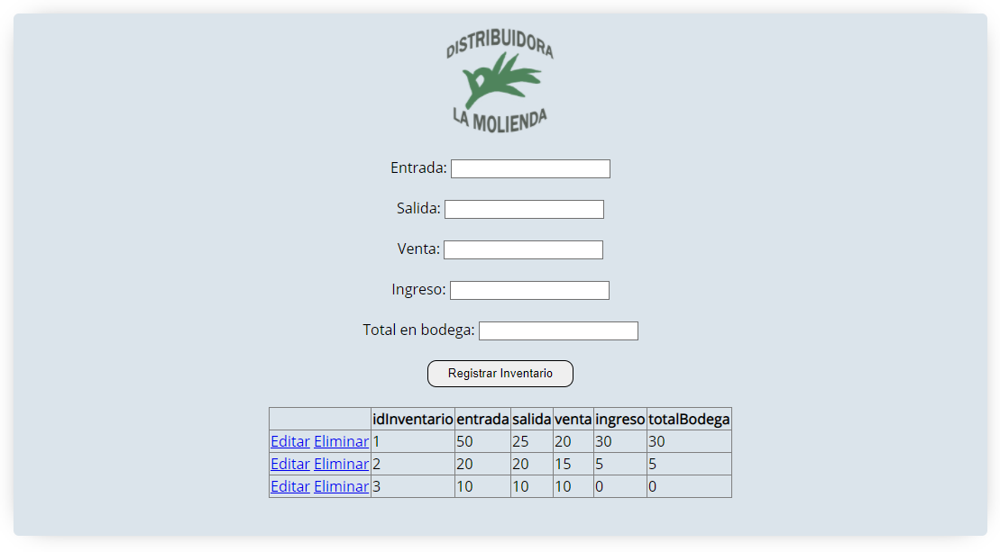 DISTRIBUIDORA
LA MOLIENDA
Entrada:
Salida:
Venta:
Ingreso:
Total en bodega:
Registrar Inventario
idInventario entrada salida venta ingreso totalBodega
Editar Eliminar 1 50 25 20 30 30
Editar Eliminar 2 20 20 15 5 5
Editar Eliminar 3 10 10 10 0 0